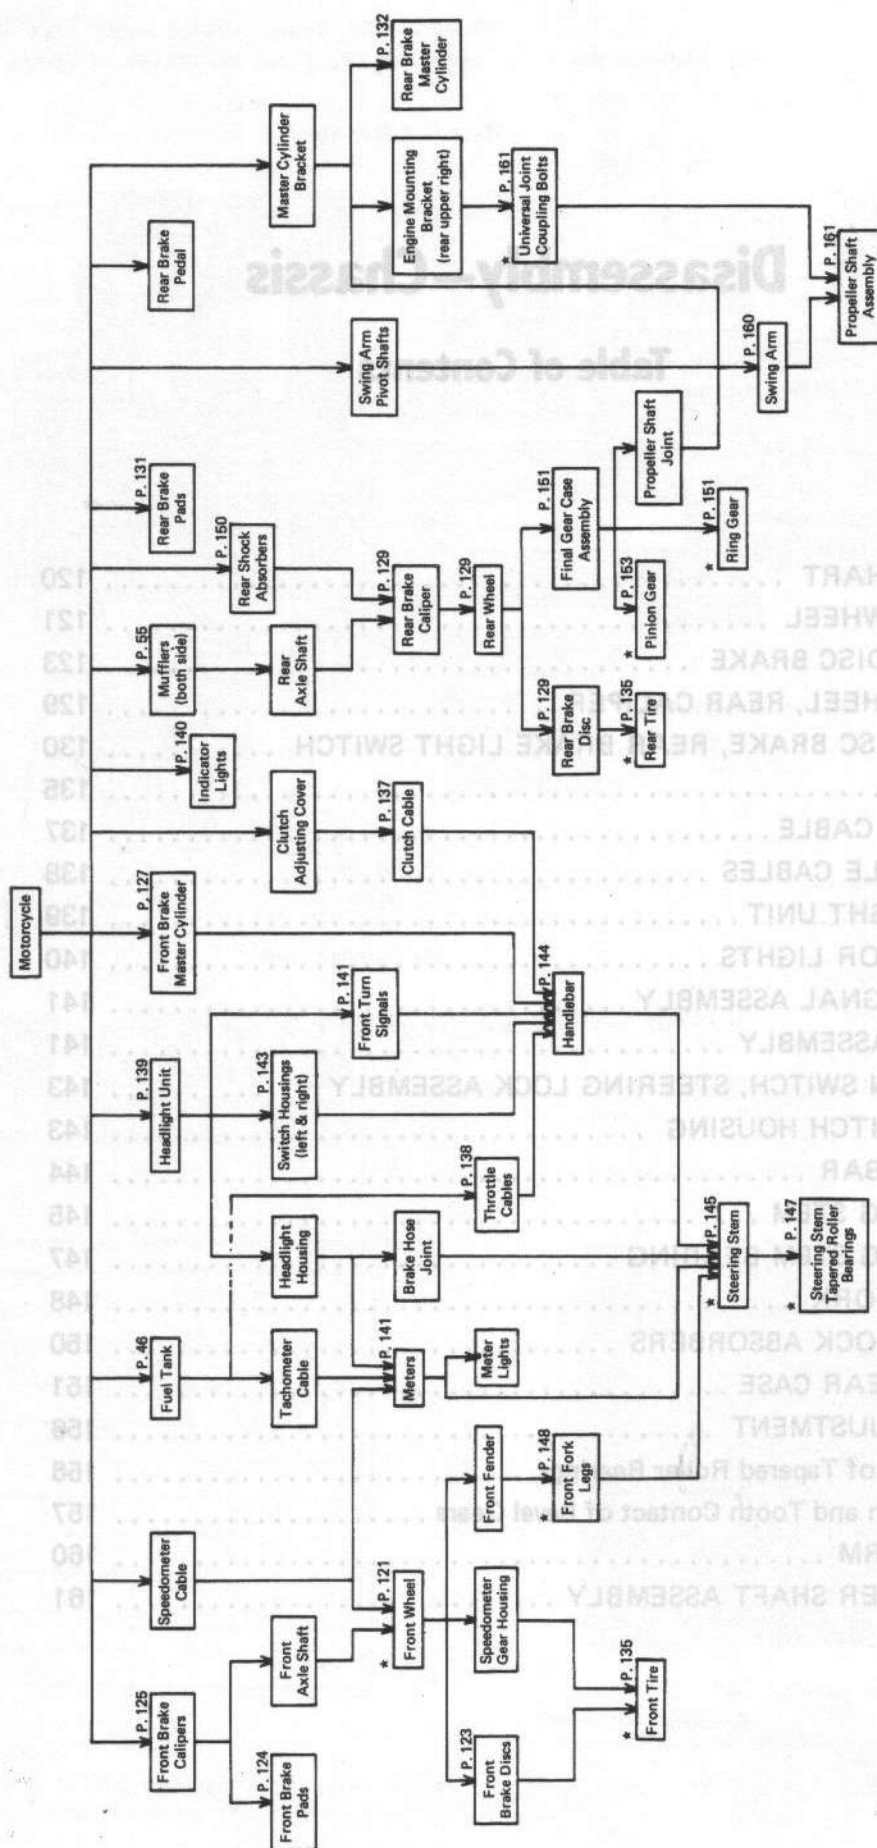 Motorcycle
P. 125
Front Brake
Calipers
Speedometer
Cable
P. 46
Fuel Tank
P. 139
Headlight Unit
P. 127
Front Brake
Master Cylinder
P. 140
Indicator
Lights
P. 55
Mufflers
(both side)
P. 131
Rear Brake
Pads
Rear Brake
Pedal
P. 150
Rear Shock
Absorbers
P. 124
Front Brake
Pads
Front
Axle Shaft
Tachometer
Cable
Headlight
Housing
P. 143
Switch Housings
(left & right)
P. 141
Front Turn
Signals
Clutch
Adjusting Cover
Rear
Axle Shaft
Master Cylinder
Bracket
* P. 121
Front Wheel
P. 141
Meters
Brake Hose
Joint
P. 137
Clutch Cable
P. 129
Rear Brake
Caliper
Swing Arm
Pivot Shafts
Engine Mounting
Bracket
(rear upper right)
P. 132
Rear Brake
Master
Cylinder
P. 123
Front
Brake Discs
Speedometer
Gear Housing
Front Fender
Meter
Lights
P. 138
Throttle
Cables
P. 129
Rear Wheel
* P. 161
Universal Joint
Coupling Bolts
* P. 148
Front Fork
Legs
P. 144
Handlebar
P. 129
Rear Brake
Disc
P. 151
Final Gear Case
Assembly
* P. 135
Front Tire
* P. 135
Rear Tire
* P. 153
Pinion Gear
Propeller Shaft
Joint
* P. 145
Steering Stem
* P. 151
Ring Gear
P. 160
Swing Arm
* P. 147
Steering Stem
Tapered Roller
Bearings
P. 161
Propeller Shaft
Assembly